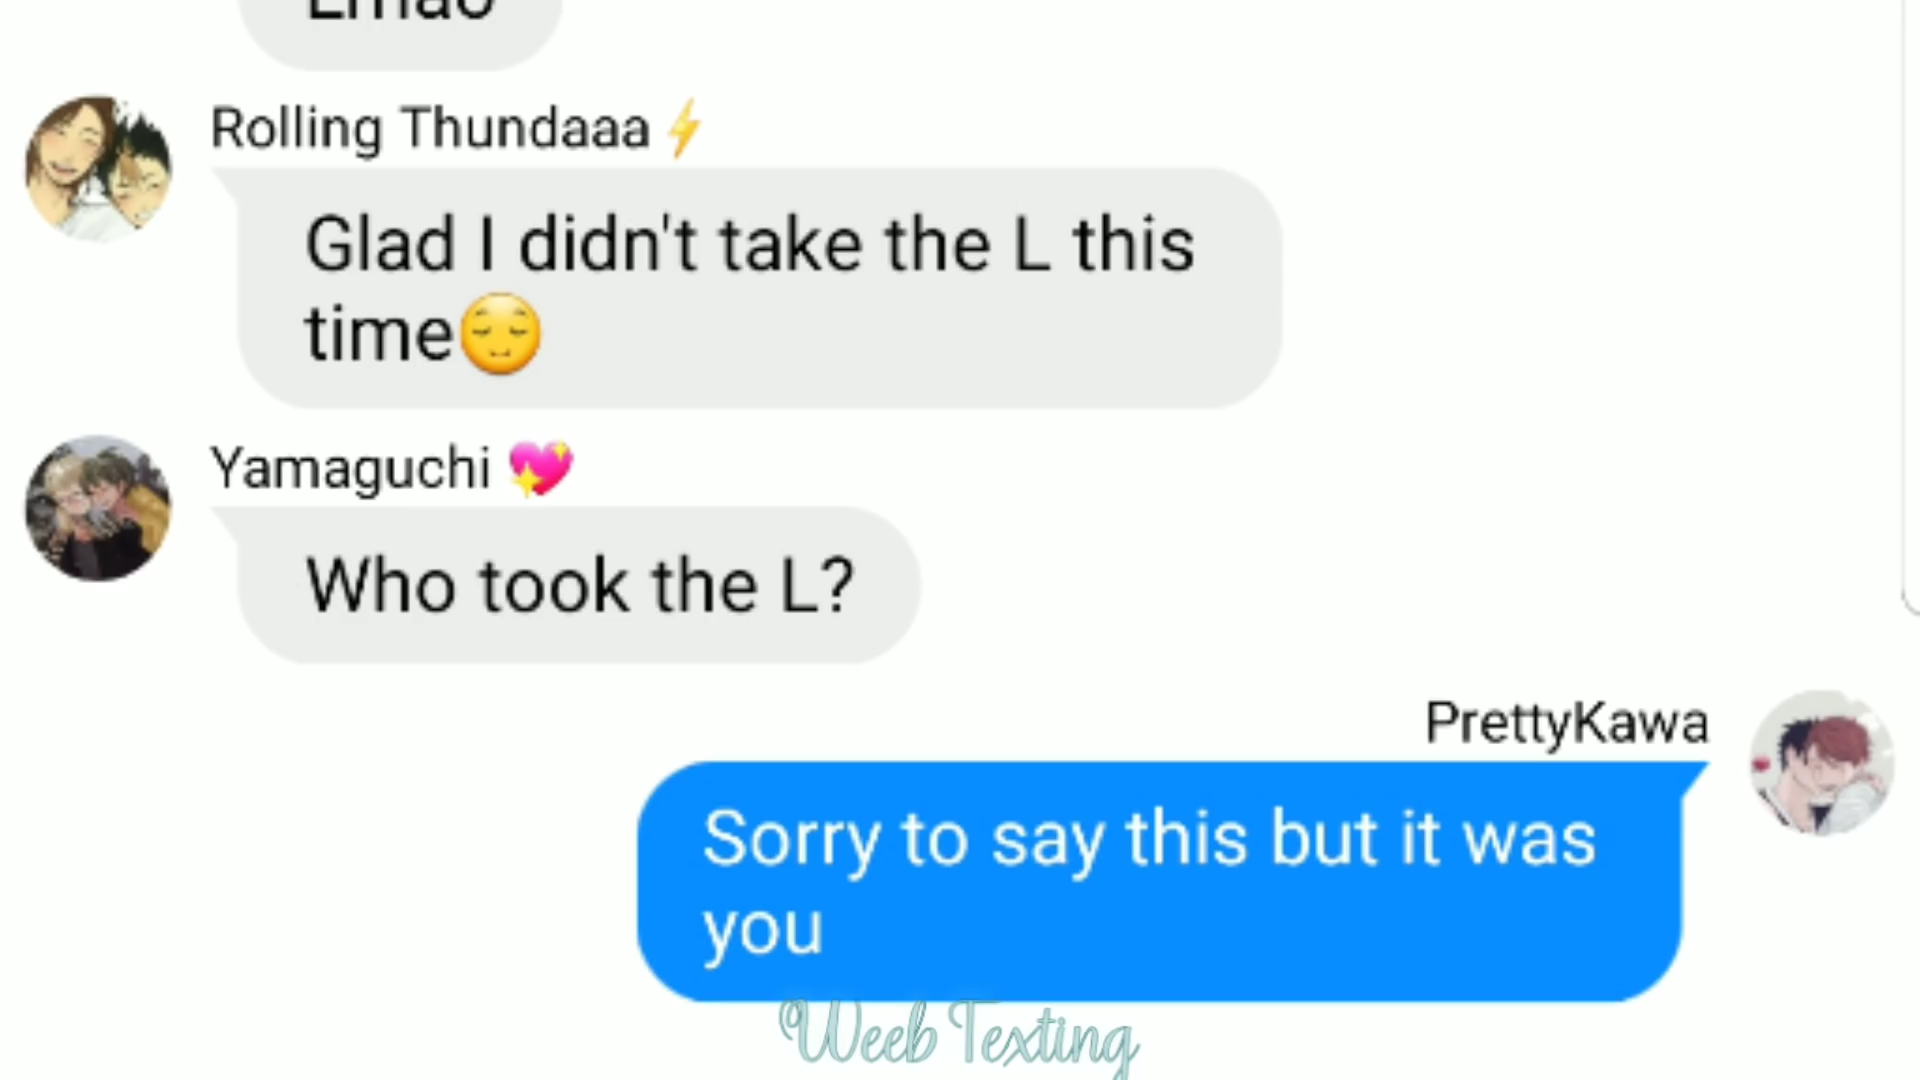 Lmao
Rolling Thundaaa⚡
Glad I didn't take the L this
time😌
Yamaguchi 💖
Who took the L?
PrettyKawa
Sorry to say this but it was
you
Weeb Texting